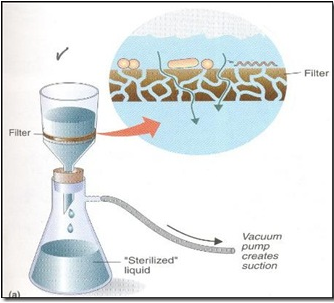 Filter
Filter
Vacuum
pump
creates
suction
"Sterilized"
liquid
(a)